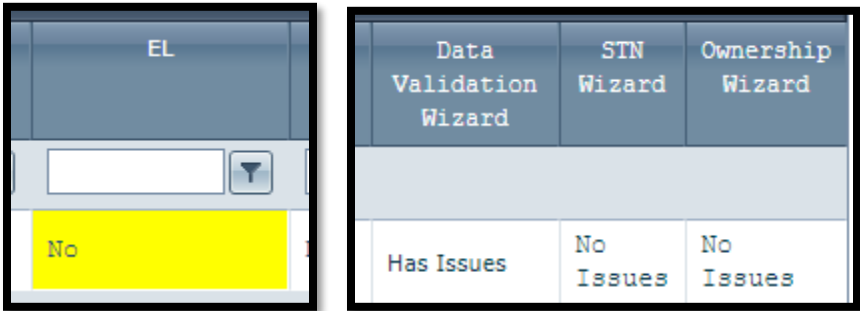 EL
No
Data Validation Wizard
STN Wizard
Ownership Wizard
Has Issues
No Issues
No Issues